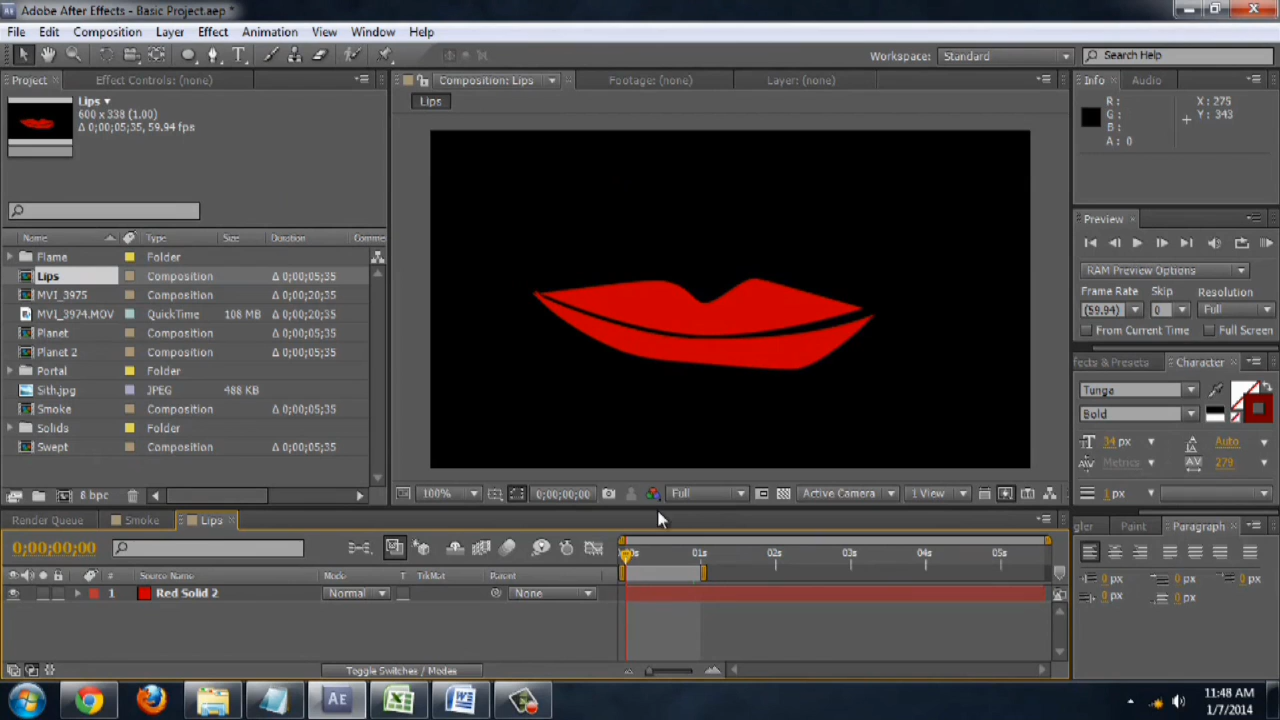 Adobe After Effects - Basic Project.aep *
File Edit Composition Layer Effect Animation View Window Help
Workspace: Standard
Search Help
Project Effect Controls: (none)
Composition: Lips Footage: (none) Layer: (none)
Info Audio
Lips
600 x 338 (1.00)
Δ 0;00;05;35, 59.94 fps
Lips
R:
G:
B:
A: 0
X: 275
Y: 343
Preview
RAM Preview Options
Frame Rate Skip Resolution
(59.94) 0 Full
From Current Time Full Screen
Name Type Size Duration Comme
Flame Folder
Lips Composition Δ 0;00;05;35
MVI_3975 Composition Δ 0;00;20;35
MVI_3974.MOV QuickTime 108 MB Δ 0;00;20;35
Planet Composition Δ 0;00;05;35
Planet 2 Composition Δ 0;00;05;35
Portal Folder
Sith.jpg JPEG 488 KB
Smoke Composition Δ 0;00;05;35
Solids Folder
Swept Composition Δ 0;00;05;35
8 bpc
ffects & Presets Character
Tunga
Bold
34 px Auto
Metrics 279
1 px
100% 0;00;00;00 Full Active Camera 1 View
Render Queue Smoke Lips
gler Paint Paragraph
0;00;00;00
0s 01s 02s 03s 04s 05s
# Source Name Mode T TrkMat Parent
1 Red Solid 2 Normal None
0 px 0 px 0 px
0 px 0 px
Toggle Switches / Modes
Ae
11:48 AM
1/7/2014